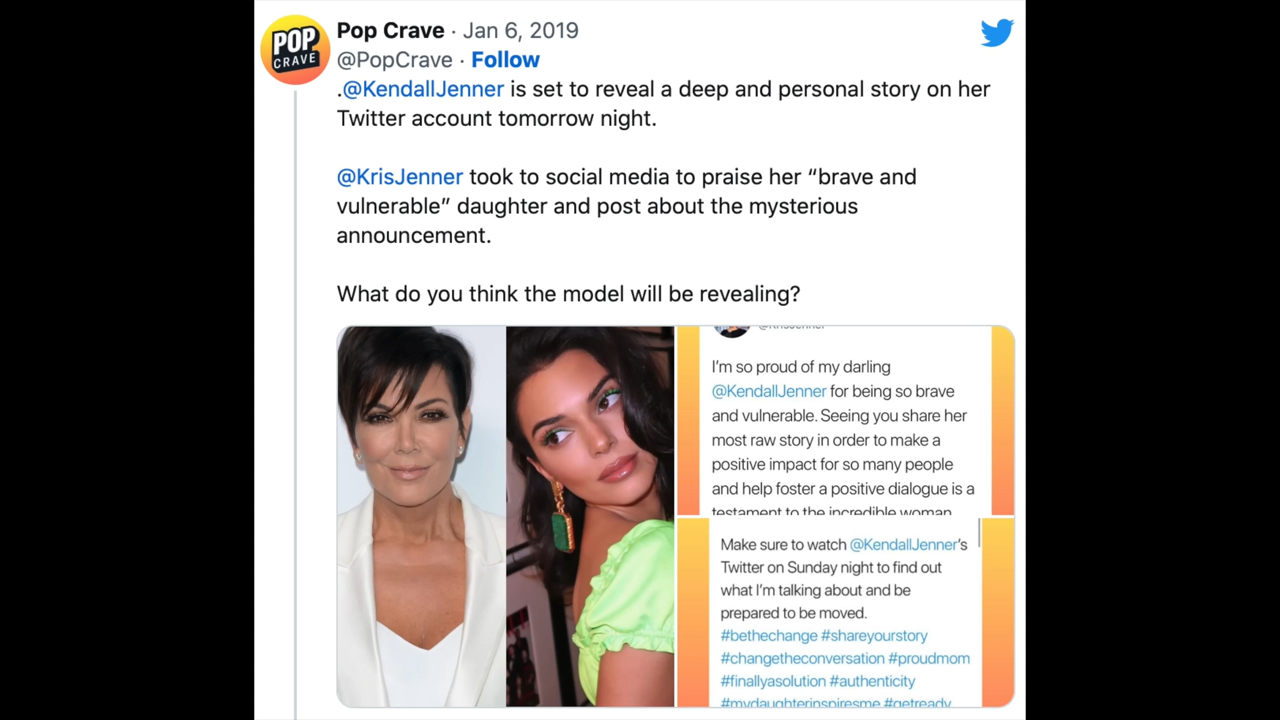 POP
CRAVE
Pop Crave · Jan 6, 2019
@PopCrave · Follow
.@KendallJenner is set to reveal a deep and personal story on her
Twitter account tomorrow night.
@KrisJenner took to social media to praise her “brave and
vulnerable” daughter and post about the mysterious
announcement.
What do you think the model will be revealing?
@KrisJenner
I'm so proud of my darling
@KendallJenner for being so brave
and vulnerable. Seeing you share her
most raw story in order to make a
positive impact for so many people
and help foster a positive dialogue is a
testament to the incredible woman
Make sure to watch @KendallJenner's
Twitter on Sunday night to find out
what I'm talking about and be
prepared to be moved.
#bethechange #shareyourstory
#changetheconversation #proudmom
#finallyasolution #authenticity
#mydaughterinspiresme #getready